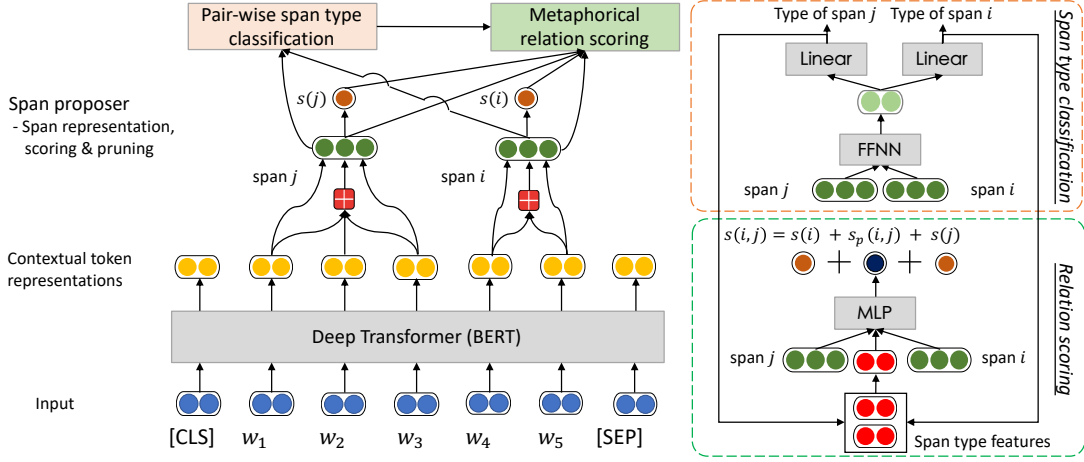 Pair-wise span type
classification
Metaphorical
relation scoring
Span proposer
- Span representation,
scoring & pruning
s(j)
s(i)
span j
span i
Contextual token
representations
Deep Transformer (BERT)
Input
[CLS] w₁ w₂ w₃ w₄ w₅ [SEP]
Type of span j
Type of span i
Linear
Linear
FFNN
span j
span i
Span type classification
s(i, j) = s(i) + sₚ(i, j) + s(j)
MLP
span j
span i
Span type features
Relation scoring